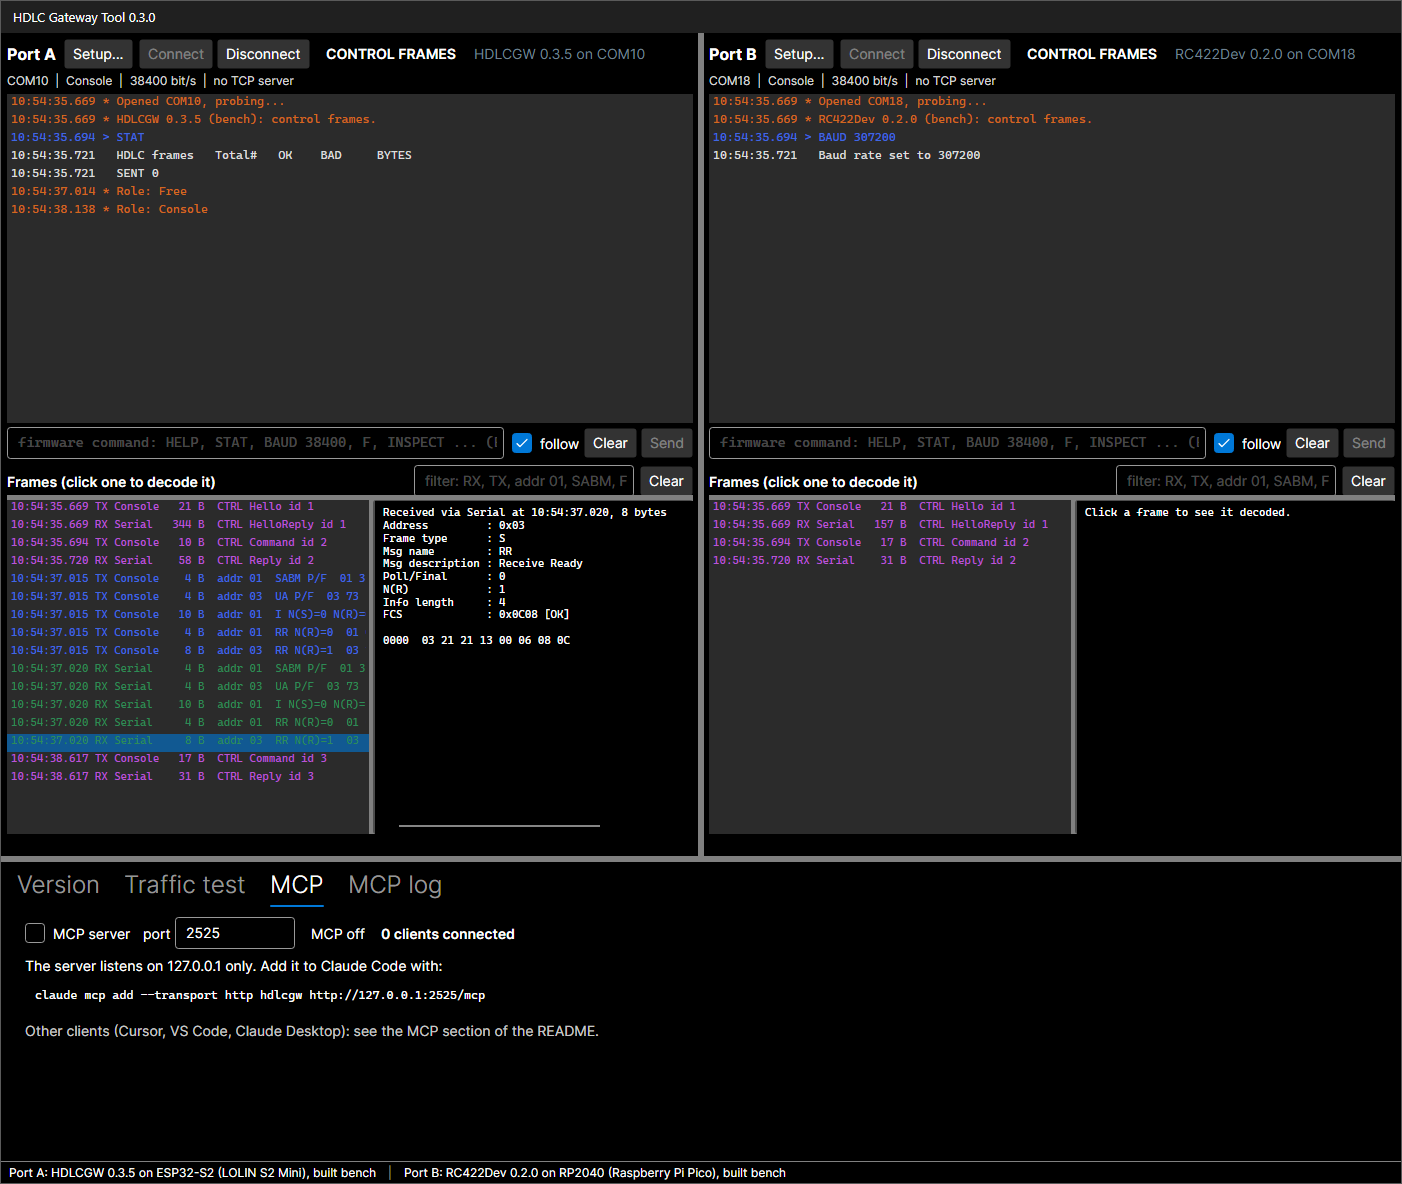 HDLC Gateway Tool 0.3.0
Port A Setup... Connect Disconnect CONTROL FRAMES HDLCGW 0.3.5 on COM10
COM10 | Console | 38400 bit/s | no TCP server
10:54:35.669 * Opened COM10, probing...
10:54:35.669 * HDLCGW 0.3.5 (bench): control frames.
10:54:35.694 > STAT
10:54:35.721 HDLC frames Total# OK BAD BYTES
10:54:35.721 SENT 0
10:54:37.014 * Role: Free
10:54:38.138 * Role: Console
firmware command: HELP, STAT, BAUD 38400, F, INSPECT ... (
follow Clear Send
Frames (click one to decode it) filter: RX, TX, addr 01, SABM, F Clear
10:54:35.669 TX Console 21 B CTRL Hello id 1
10:54:35.669 RX Serial 344 B CTRL HelloReply id 1
10:54:35.694 TX Console 10 B CTRL Command id 2
10:54:35.720 RX Serial 58 B CTRL Reply id 2
10:54:37.015 TX Console 4 B addr 01 SABM P/F 01 3
10:54:37.015 TX Console 4 B addr 03 UA P/F 03 73
10:54:37.015 TX Console 10 B addr 01 I N(S)=0 N(R)=
10:54:37.015 TX Console 4 B addr 01 RR N(R)=0 01
10:54:37.015 TX Console 8 B addr 03 RR N(R)=1 03
10:54:37.020 RX Serial 4 B addr 01 SABM P/F 01 3
10:54:37.020 RX Serial 4 B addr 03 UA P/F 03 73
10:54:37.020 RX Serial 10 B addr 01 I N(S)=0 N(R)=
10:54:37.020 RX Serial 4 B addr 01 RR N(R)=0 01
10:54:37.020 RX Serial 8 B addr 03 RR N(R)=1 03
10:54:38.617 TX Console 17 B CTRL Command id 3
10:54:38.617 RX Serial 31 B CTRL Reply id 3
Received via Serial at 10:54:37.020, 8 bytes
Address : 0x03
Frame type : S
Msg name : RR
Msg description : Receive Ready
Poll/Final : 0
N(R) : 1
Info length : 4
FCS : 0x0C08 [OK]
0000 03 21 21 13 00 06 08 0C
Port B Setup... Connect Disconnect CONTROL FRAMES RC422Dev 0.2.0 on COM18
COM18 | Console | 38400 bit/s | no TCP server
10:54:35.669 * Opened COM18, probing...
10:54:35.669 * RC422Dev 0.2.0 (bench): control frames.
10:54:35.694 > BAUD 307200
10:54:35.721 Baud rate set to 307200
firmware command: HELP, STAT, BAUD 38400, F, INSPECT ... (
follow Clear Send
Frames (click one to decode it) filter: RX, TX, addr 01, SABM, F Clear
10:54:35.669 TX Console 21 B CTRL Hello id 1
10:54:35.669 RX Serial 157 B CTRL HelloReply id 1
10:54:35.694 TX Console 17 B CTRL Command id 2
10:54:35.720 RX Serial 31 B CTRL Reply id 2
Click a frame to see it decoded.
Version Traffic test MCP MCP log
MCP server port 2525 MCP off 0 clients connected
The server listens on 127.0.0.1 only. Add it to Claude Code with:
claude mcp add --transport http hdlcgw http://127.0.0.1:2525/mcp
Other clients (Cursor, VS Code, Claude Desktop): see the MCP section of the README.
Port A: HDLCGW 0.3.5 on ESP32-S2 (LOLIN S2 Mini), built bench | Port B: RC422Dev 0.2.0 on RP2040 (Raspberry Pi Pico), built bench